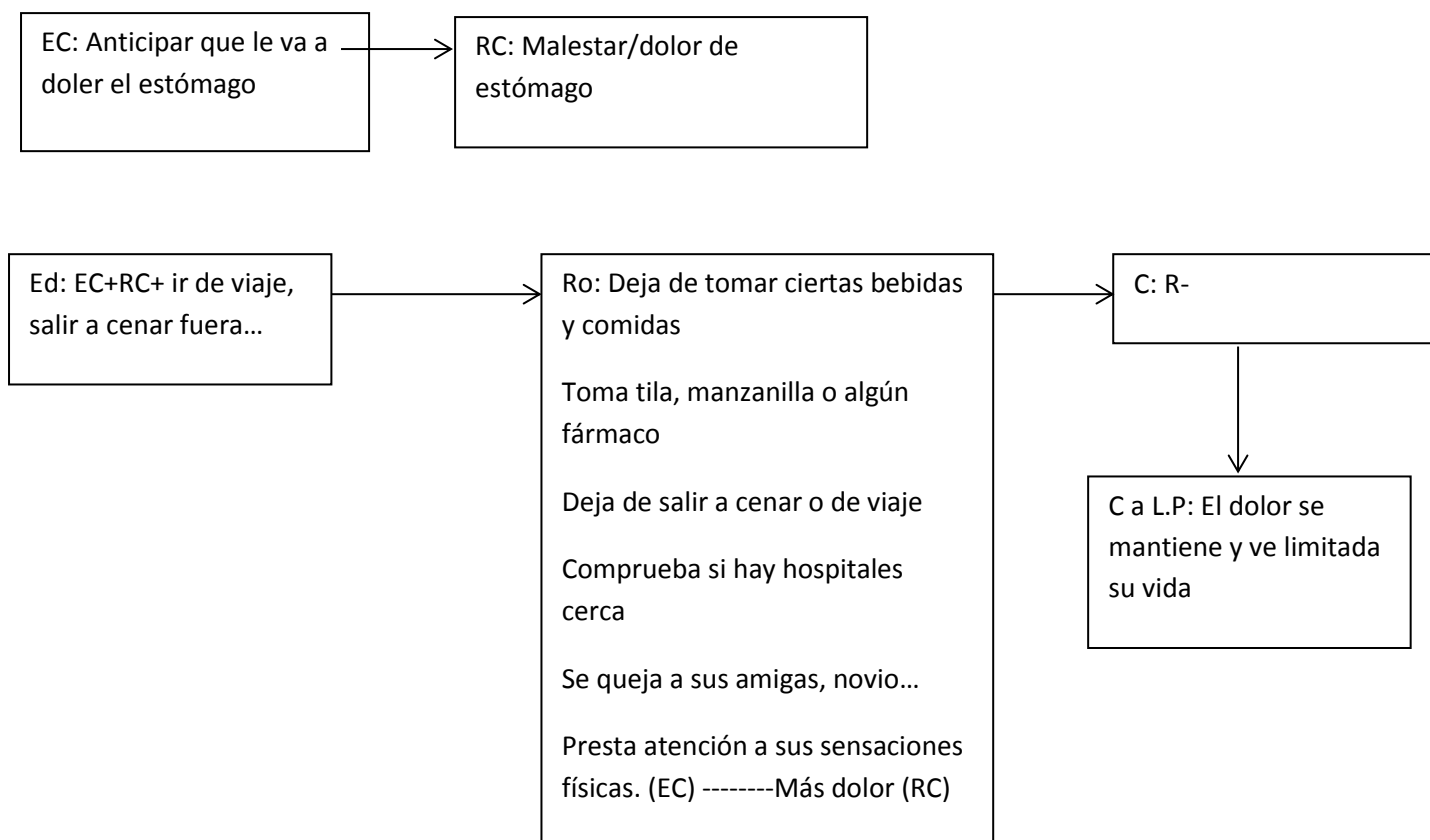 EC: Anticipar que le va a
doler el estómago
RC: Malestar/dolor de
estómago
Ed: EC+RC+ ir de viaje,
salir a cenar fuera…
Ro: Deja de tomar ciertas bebidas
y comidas
Toma tila, manzanilla o algún
fármaco
Deja de salir a cenar o de viaje
Comprueba si hay hospitales
cerca
Se queja a sus amigas, novio…
Presta atención a sus sensaciones
físicas. (EC) --------Más dolor (RC)
C: R-
C a L.P: El dolor se
mantiene y ve limitada
su vida